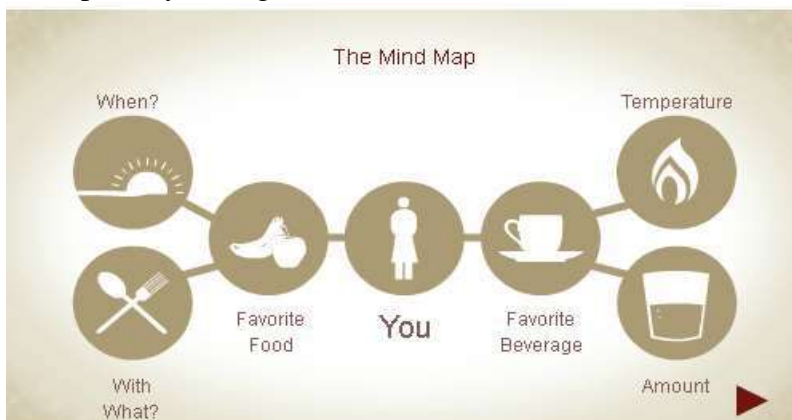 The Mind Map
When?
Temperature
Favorite
Food
You
Favorite
Beverage
With
What?
Amount